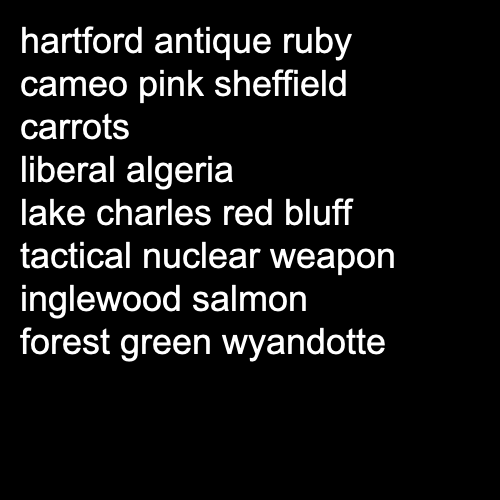 hartford antique ruby
cameo pink sheffield
carrots
liberal algeria
lake charles red bluff
tactical nuclear weapon
inglewood salmon
forest green wyandotte